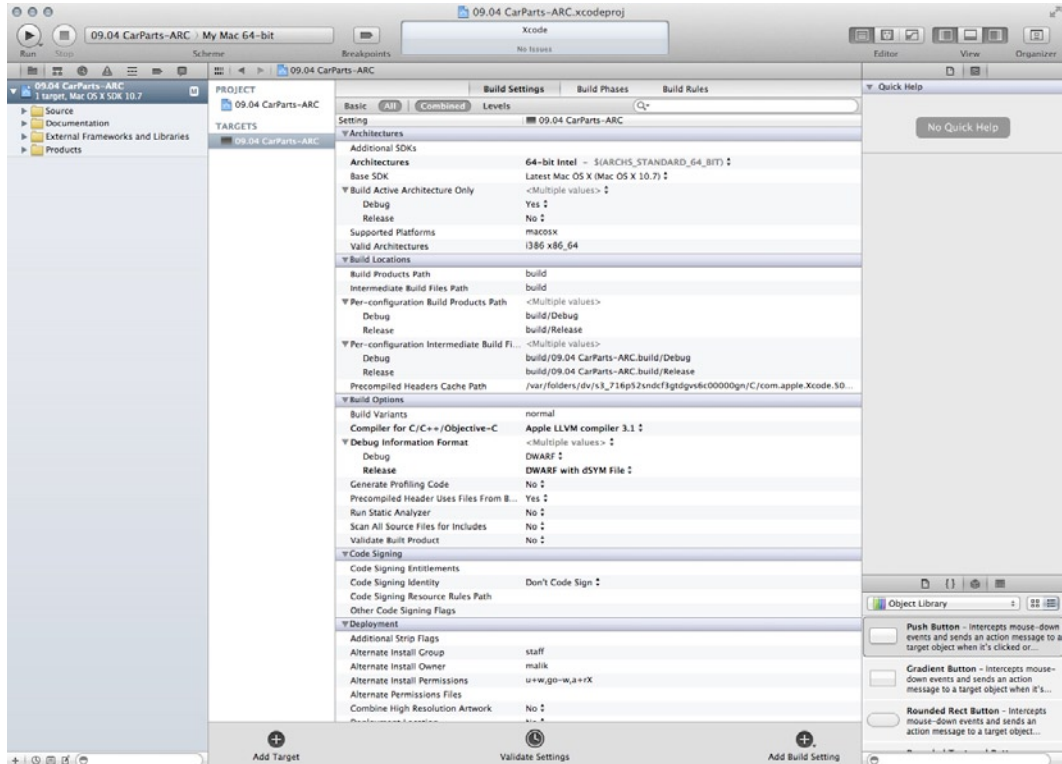 09.04 CarParts-ARC.xcodeproj
09.04 CarParts-ARC
My Mac 64-bit
Xcode
No Issues
Run
Stop
Scheme
Breakpoints
Editor
View
Organizer
09.04 CarParts-ARC
09.04 CarParts-ARC
1 target, Mac OS X SDK 10.7
M
Source
Documentation
External Frameworks and Libraries
Products
PROJECT
09.04 CarParts-ARC
TARGETS
09.04 CarParts-ARC
Build Settings Build Phases Build Rules
Basic All Combined Levels
Setting 09.04 CarParts-ARC
Architectures
Additional SDKs
Architectures 64-bit Intel – $(ARCHS_STANDARD_64_BIT)
Base SDK Latest Mac OS X (Mac OS X 10.7)
Build Active Architecture Only <Multiple values>
Debug Yes
Release No
Supported Platforms macosx
Valid Architectures i386 x86_64
Build Locations
Build Products Path build
Intermediate Build Files Path build
Per-configuration Build Products Path <Multiple values>
Debug build/Debug
Release build/Release
Per-configuration Intermediate Build Fi... <Multiple values>
Debug build/09.04 CarParts-ARC.build/Debug
Release build/09.04 CarParts-ARC.build/Release
Precompiled Headers Cache Path /var/folders/dv/s3_716p52sndcf3gtdgvs6c00000gn/C/com.apple.Xcode.50...
Build Options
Build Variants normal
Compiler for C/C++/Objective-C Apple LLVM compiler 3.1
Debug Information Format <Multiple values>
Debug DWARF
Release DWARF with dSYM File
Generate Profiling Code No
Precompiled Header Uses Files From B... Yes
Run Static Analyzer No
Scan All Source Files for Includes No
Validate Built Product No
Code Signing
Code Signing Entitlements
Code Signing Identity Don't Code Sign
Code Signing Resource Rules Path
Other Code Signing Flags
Deployment
Additional Strip Flags
Alternate Install Group staff
Alternate Install Owner malik
Alternate Install Permissions u+w,go-w,a+rX
Alternate Permissions Files
Combine High Resolution Artwork No
Add Target
Validate Settings
Add Build Setting
Quick Help
No Quick Help
Object Library
Push Button – Intercepts mouse-down
events and sends an action message to a
target object when it's clicked or...
Gradient Button – Intercepts mouse-
down events and sends an action
message to a target object when it's...
Rounded Rect Button – Intercepts
mouse-down events and sends an
action message to a target object...